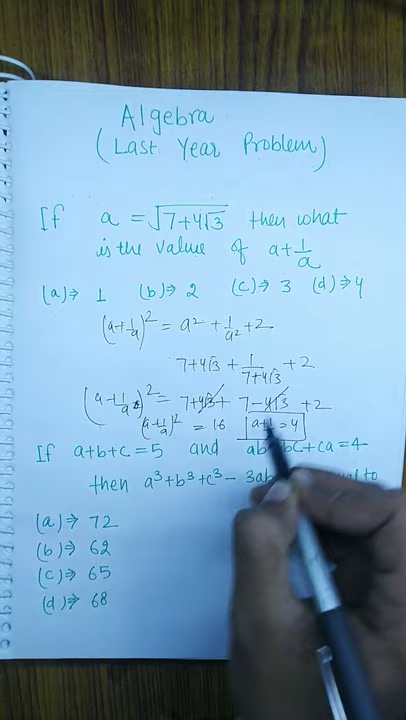 Algebra
(Last Year Problem)
If a = √7+4√3 then what
is the value of a+1/a
(a)⇒ 1 (b)⇒ 2 (c)⇒ 3 (d)⇒ 4
(a+1/a)² = a² + 1/a² + 2
7+4√3 + 1/7+4√3 + 2
(a+1/a)² = 7+4√3 + 7-4√3 + 2
(a+1/a)² = 16 a+1/a = 4
If a+b+c = 5 and ab+bc+ca = 4
then a³+b³+c³ - 3ab to
(a)⇒ 72
(b)⇒ 62
(c)⇒ 65
(d)⇒ 68